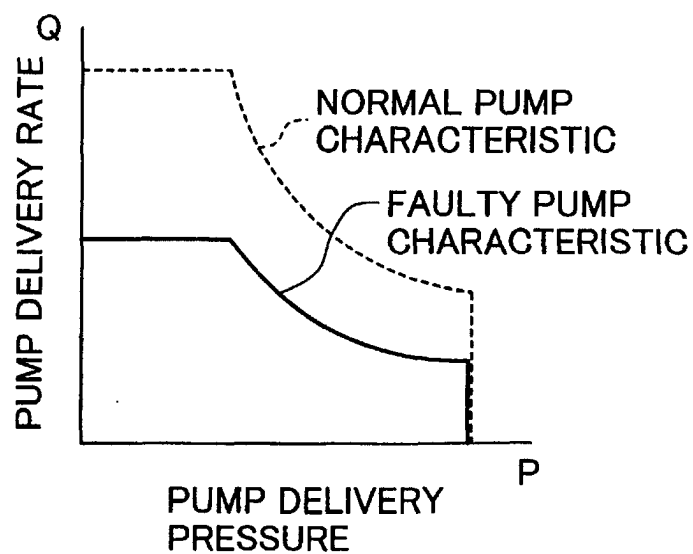 Q
PUMP DELIVERY RATE
NORMAL PUMP
CHARACTERISTIC
FAULTY PUMP
CHARACTERISTIC
P
PUMP DELIVERY
PRESSURE